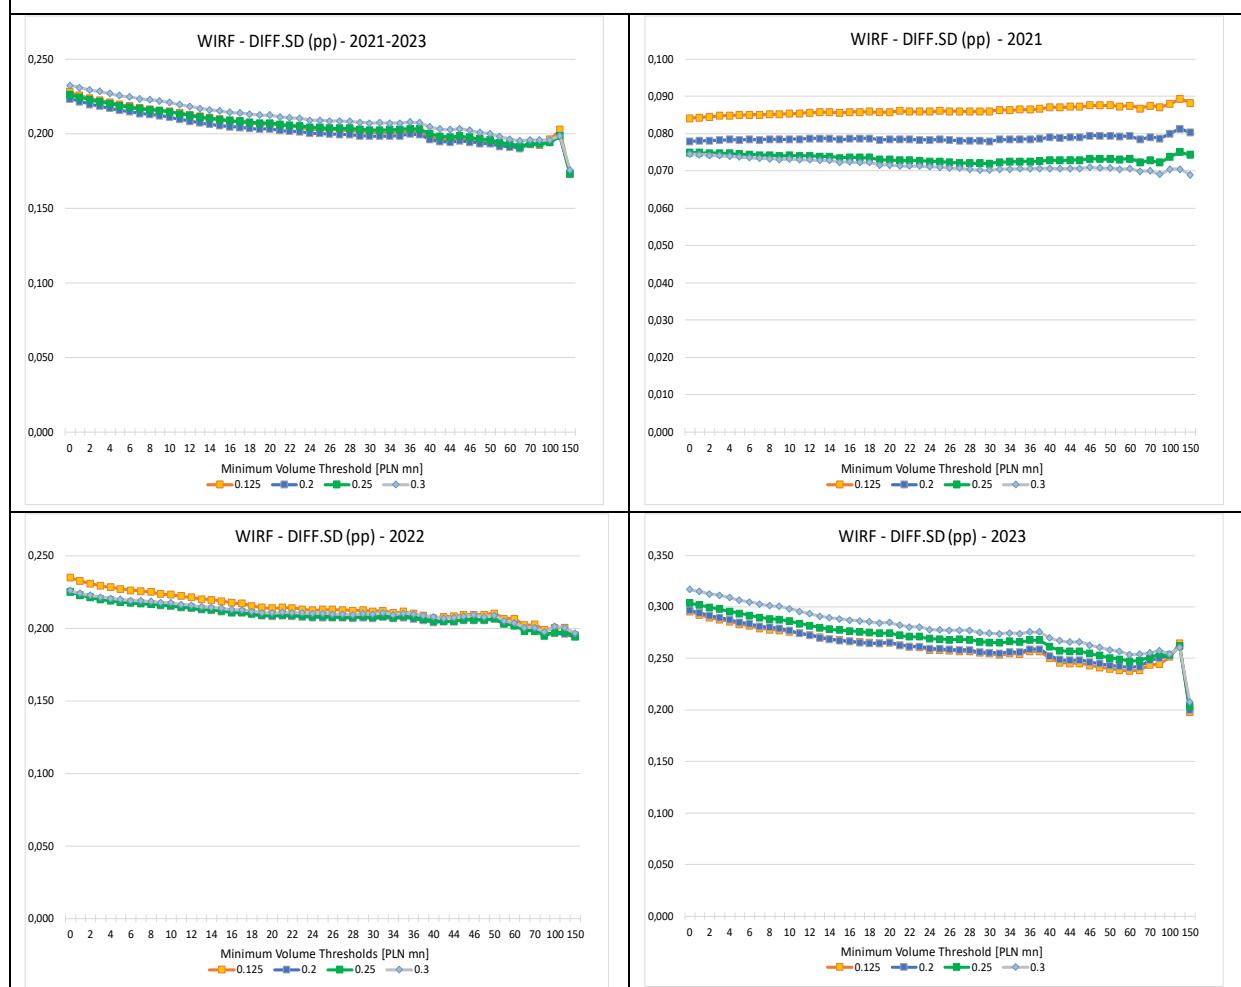 WIRF - DIFF.SD (pp) - 2021-2023
0,250
0,200
0,150
0,100
0,050
0,000
0 2 4 6 8 10 12 14 16 18 20 22 24 26 28 30 34 36 40 44 46 50 60 70 100 150
Minimum Volume Threshold [PLN mn]
0.125 0.2 0.25 0.3
WIRF - DIFF.SD (pp) - 2021
0,100
0,090
0,080
0,070
0,060
0,050
0,040
0,030
0,020
0,010
0,000
0 2 4 6 8 10 12 14 16 18 20 22 24 26 28 30 34 36 40 44 46 50 60 70 100 150
Minimum Volume Threshold [PLN mn]
0.125 0.2 0.25 0.3
WIRF - DIFF.SD (pp) - 2022
0,250
0,200
0,150
0,100
0,050
0,000
0 2 4 6 8 10 12 14 16 18 20 22 24 26 28 30 34 36 40 44 46 50 60 70 100 150
Minimum Volume Thresholds [PLN mn]
0.125 0.2 0.25 0.3
WIRF - DIFF.SD (pp) - 2023
0,350
0,300
0,250
0,200
0,150
0,100
0,050
0,000
0 2 4 6 8 10 12 14 16 18 20 22 24 26 28 30 34 36 40 44 46 50 60 70 100 150
Minimum Volume Threshold [PLN mn]
0.125 0.2 0.25 0.3